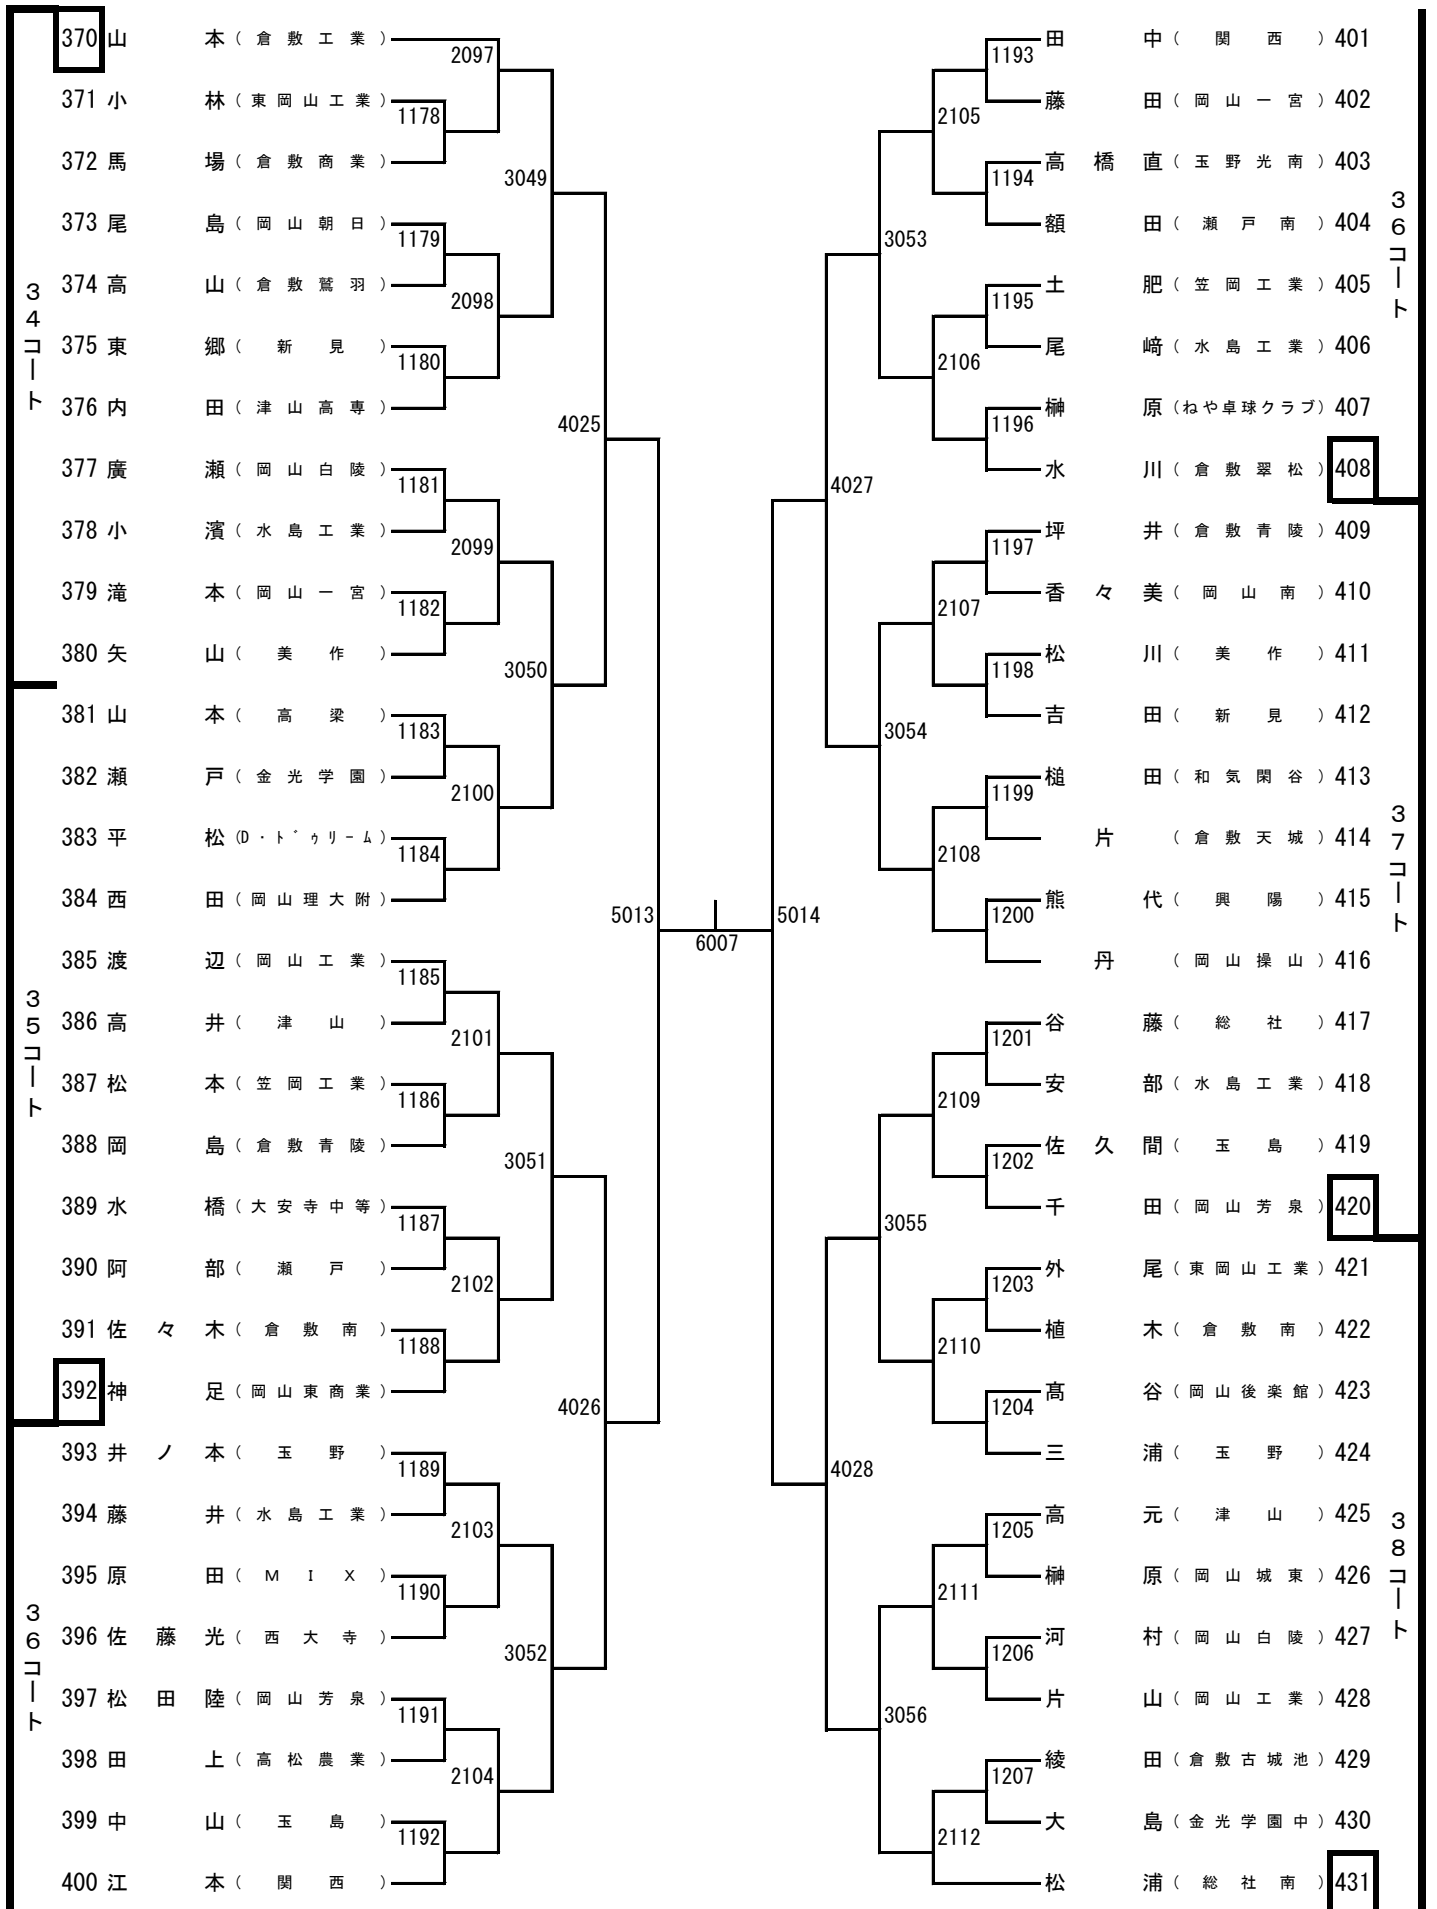 34コート
370 山本（倉敷工業）
371 小林（東岡山工業）
372 馬場（倉敷商業）
373 尾島（岡山朝日）
374 高山（倉敷鷲羽）
375 東郷（新見）
376 内田（津山高専）
377 廣瀬（岡山白陵）
378 小濱（水島工業）
379 滝本（岡山一宮）
380 矢山（美作）
35コート
381 山本（高梁）
382 瀬戸（金光学園）
383 平松（D・ﾄﾞｩﾘｰﾑ）
384 西田（岡山理大附）
385 渡辺（岡山工業）
386 高井（津山）
387 松本（笠岡工業）
388 岡島（倉敷青陵）
389 水橋（大安寺中等）
390 阿部（瀬戸）
391 佐々木（倉敷南）
392 神足（岡山東商業）
36コート
393 井ノ本（玉野）
394 藤井（水島工業）
395 原田（ＭＩＸ）
396 佐藤光（西大寺）
397 松田陸（岡山芳泉）
398 田上（高松農業）
399 中山（玉島）
400 江本（関西）
1178
1179
1180
1181
1182
1183
1184
1185
1186
1187
1188
1189
1190
1191
1192
2097
2098
2099
2100
2101
2102
2103
2104
3049
3050
3051
3052
4025
4026
5013
6007
5014
4027
4028
3053
3054
3055
3056
2105
2106
2107
2108
2109
2110
2111
2112
1193
1194
1195
1196
1197
1198
1199
1200
1201
1202
1203
1204
1205
1206
1207
36コート
田中（関西）401
藤田（岡山一宮）402
高橋直（玉野光南）403
額田（瀬戸南）404
土肥（笠岡工業）405
尾﨑（水島工業）406
榊原（ねや卓球クラブ）407
水川（倉敷翠松）408
37コート
坪井（倉敷青陵）409
香々美（岡山南）410
松川（美作）411
吉田（新見）412
槌田（和気閑谷）413
片（倉敷天城）414
熊代（興陽）415
丹（岡山操山）416
谷藤（総社）417
安部（水島工業）418
佐久間（玉島）419
千田（岡山芳泉）420
38コート
外尾（東岡山工業）421
植木（倉敷南）422
髙谷（岡山後楽館）423
三浦（玉野）424
高元（津山）425
榊原（岡山城東）426
河村（岡山白陵）427
片山（岡山工業）428
綾田（倉敷古城池）429
大島（金光学園中）430
松浦（総社南）431